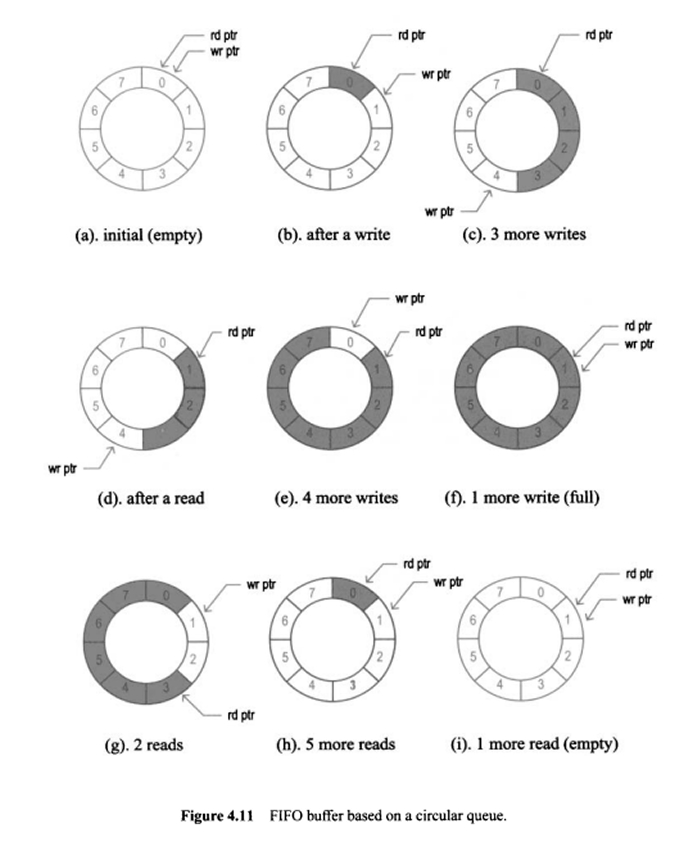 rd ptr
wr ptr
7 0
6 1
5 2
4 3
(a). initial (empty)
rd ptr
wr ptr
7 0
6 1
5 2
4 3
(b). after a write
rd ptr
7 0
6 1
5 2
4 3
wr ptr
(c). 3 more writes
rd ptr
7 0
6 1
5 2
4
wr ptr
(d). after a read
wr ptr
rd ptr
7 0
6 1
5 2
4 3
(e). 4 more writes
rd ptr
wr ptr
7 0
6 1
5 2
4 3
(f). 1 more write (full)
wr ptr
7 0
6 1
5 2
4 3
rd ptr
(g). 2 reads
rd ptr
wr ptr
7 0
6 1
5 2
4 3
(h). 5 more reads
rd ptr
wr ptr
7 0
6 1
5 2
4 3
(i). 1 more read (empty)
Figure 4.11 FIFO buffer based on a circular queue.